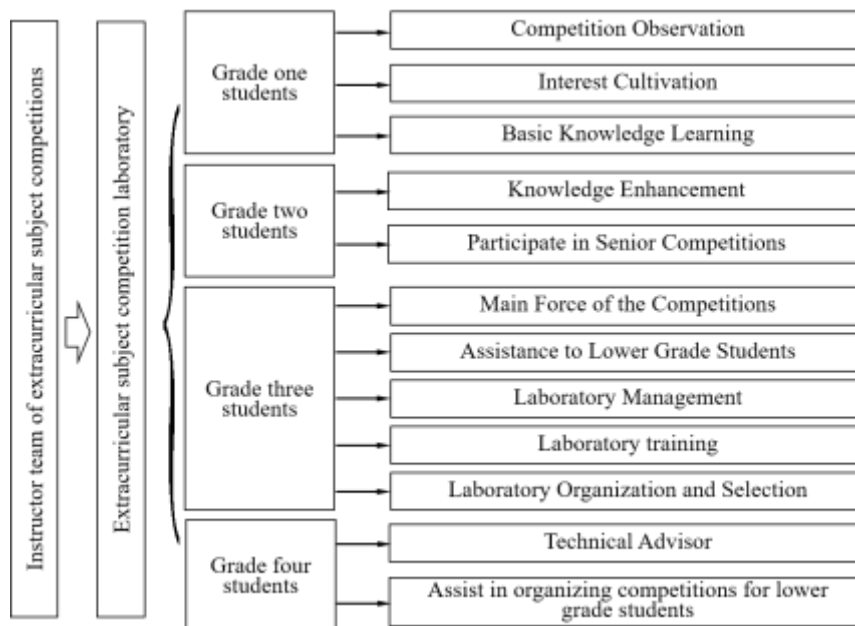 Instructor team of extracurricular subject competitions
Extracurricular subject competition laboratory
Grade one
students
Competition Observation
Interest Cultivation
Basic Knowledge Learning
Grade two
students
Knowledge Enhancement
Participate in Senior Competitions
Grade three
students
Main Force of the Competitions
Assistance to Lower Grade Students
Laboratory Management
Laboratory training
Laboratory Organization and Selection
Grade four
students
Technical Advisor
Assist in organizing competitions for lower
grade students